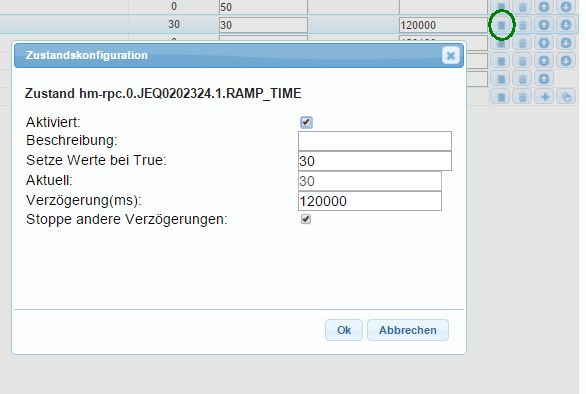 0 50
30 30 120000
Zustandskonfiguration
Zustand hm-rpc.0.JEQ0202324.1.RAMP_TIME
Aktiviert:
Beschreibung:
Setze Werte bei True: 30
Aktuell: 30
Verzögerung(ms): 120000
Stoppe andere Verzögerungen:
Ok Abbrechen